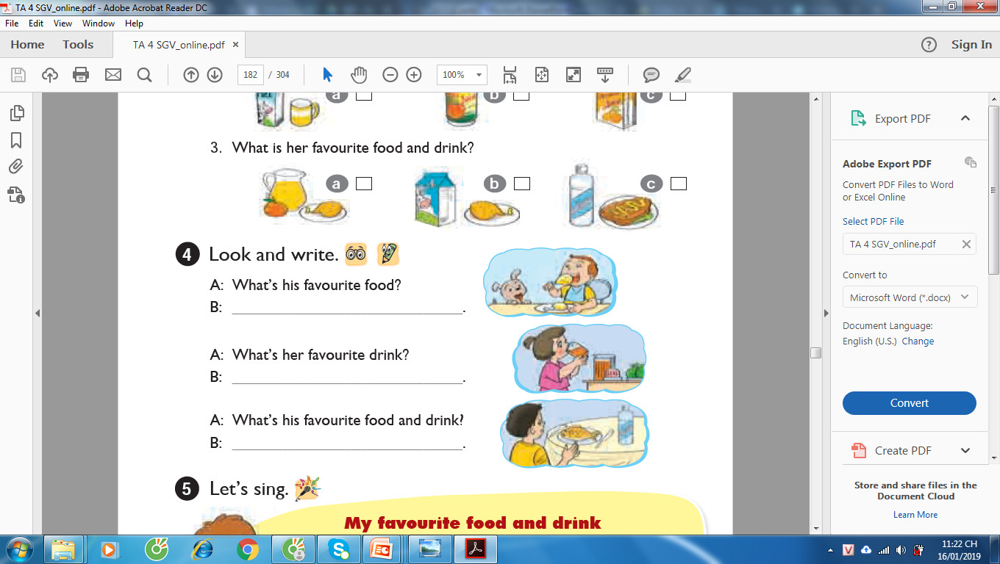 TA 4 SGV_online.pdf - Adobe Acrobat Reader DC
File Edit View Window Help
Home Tools TA 4 SGV_online.pdf × Sign In
182 / 304 100%
a b c
3. What is her favourite food and drink?
a b c
4 Look and write.
A: What's his favourite food?
B: ________________________________.
A: What's her favourite drink?
B: ________________________________.
A: What's his favourite food and drink?
B: ________________________________.
5 Let's sing.
My favourite food and drink
Export PDF
Adobe Export PDF
Convert PDF Files to Word
or Excel Online
Select PDF File
TA 4 SGV_online.pdf
Convert to
Microsoft Word (*.docx)
Document Language:
English (U.S.) Change
Convert
Create PDF
Store and share files in the
Document Cloud
Learn More
11:22 CH
16/01/2019